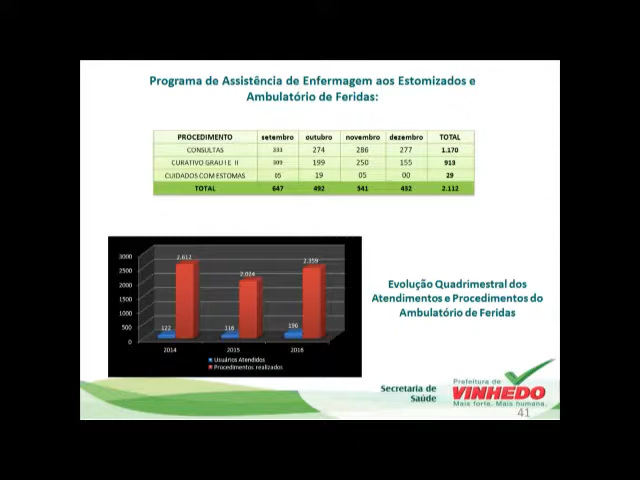 Programa de Assistência de Enfermagem aos Estomizados e
Ambulatório de Feridas:
PROCEDIMENTO setembro outubro novembro dezembro TOTAL
CONSULTAS 333 274 286 277 1.170
CURATIVO GRAU I E II 309 199 250 155 913
CUIDADOS COM ESTOMAS 05 19 05 00 29
TOTAL 647 492 541 432 2.112
3000
2500
2000
1500
1000
500
0
2.612
2.024
2.359
122
116
196
2014 2015 2016
Usuários Atendidos
Procedimentos realizados
Evolução Quadrimestral dos
Atendimentos e Procedimentos do
Ambulatório de Feridas
Secretaria de
Saúde
Prefeitura de
VINHEDO
Mais forte. Mais humana.
41